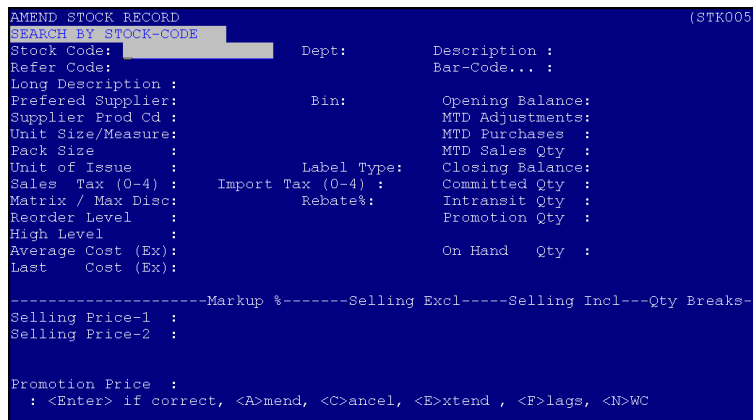 AMEND STOCK RECORD (STK005
SEARCH BY STOCK-CODE
Stock Code: _ Dept: Description :
Refer Code: Bar-Code... :
Long Description :
Prefered Supplier: Bin: Opening Balance:
Supplier Prod Cd : MTD Adjustments:
Unit Size/Measure: MTD Purchases :
Pack Size : MTD Sales Qty :
Unit of Issue : Label Type: Closing Balance:
Sales Tax (0-4) : Import Tax (0-4) : Committed Qty :
Matrix / Max Disc: Rebate%: Intransit Qty :
Reorder Level : Promotion Qty :
High Level :
Average Cost (Ex): On Hand Qty :
Last Cost (Ex):
--------------------Markup %-------Selling Excl-----Selling Incl---Qty Breaks-
Selling Price-1 :
Selling Price-2 :
Promotion Price :
: <Enter> if correct, <A>mend, <C>ancel, <E>xtend , <F>lags, <N>WC